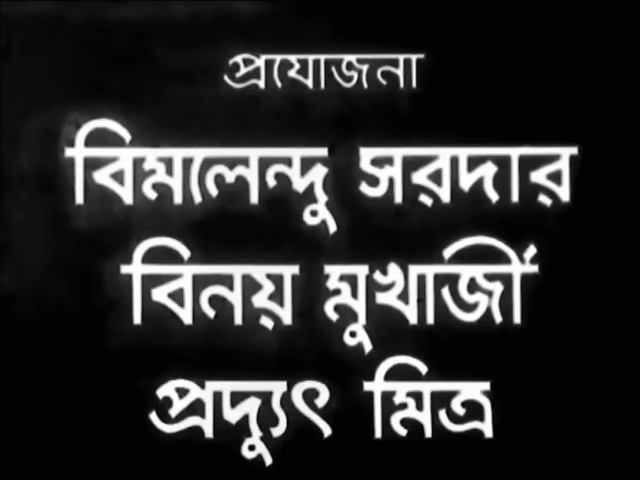 প্রযোজনা
বিমলেন্দু সরদার
বিনয় মুখার্জী
প্রদ্যুৎ মিত্র